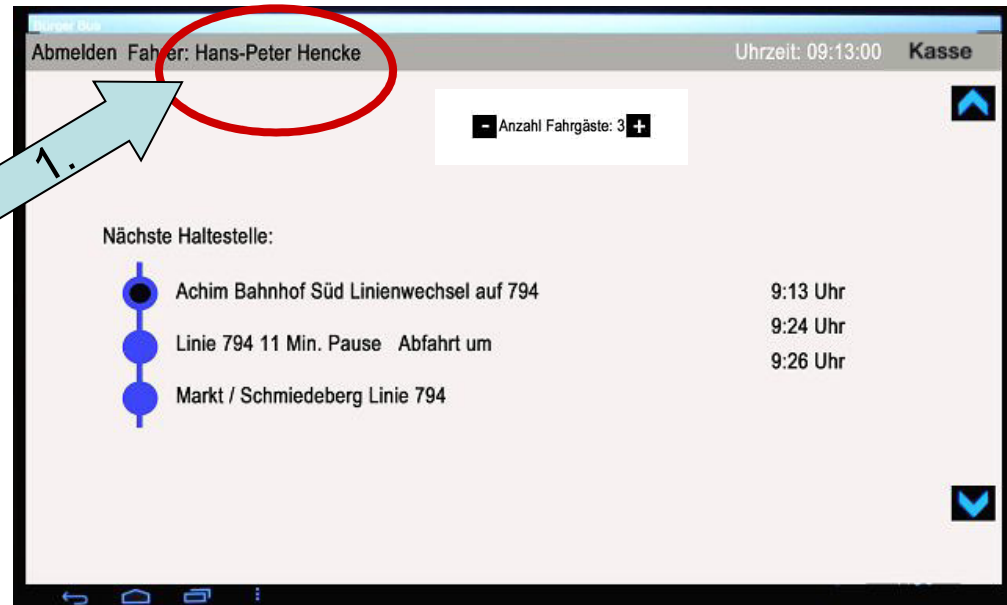 Bürger Bus
Abmelden Fahrer: Hans-Peter Hencke Uhrzeit: 09:13:00 Kasse
- Anzahl Fahrgäste: 3 +
1.
Nächste Haltestelle:
Achim Bahnhof Süd Linienwechsel auf 794 9:13 Uhr
Linie 794 11 Min. Pause Abfahrt um 9:24 Uhr
Markt / Schmiedeberg Linie 794 9:26 Uhr